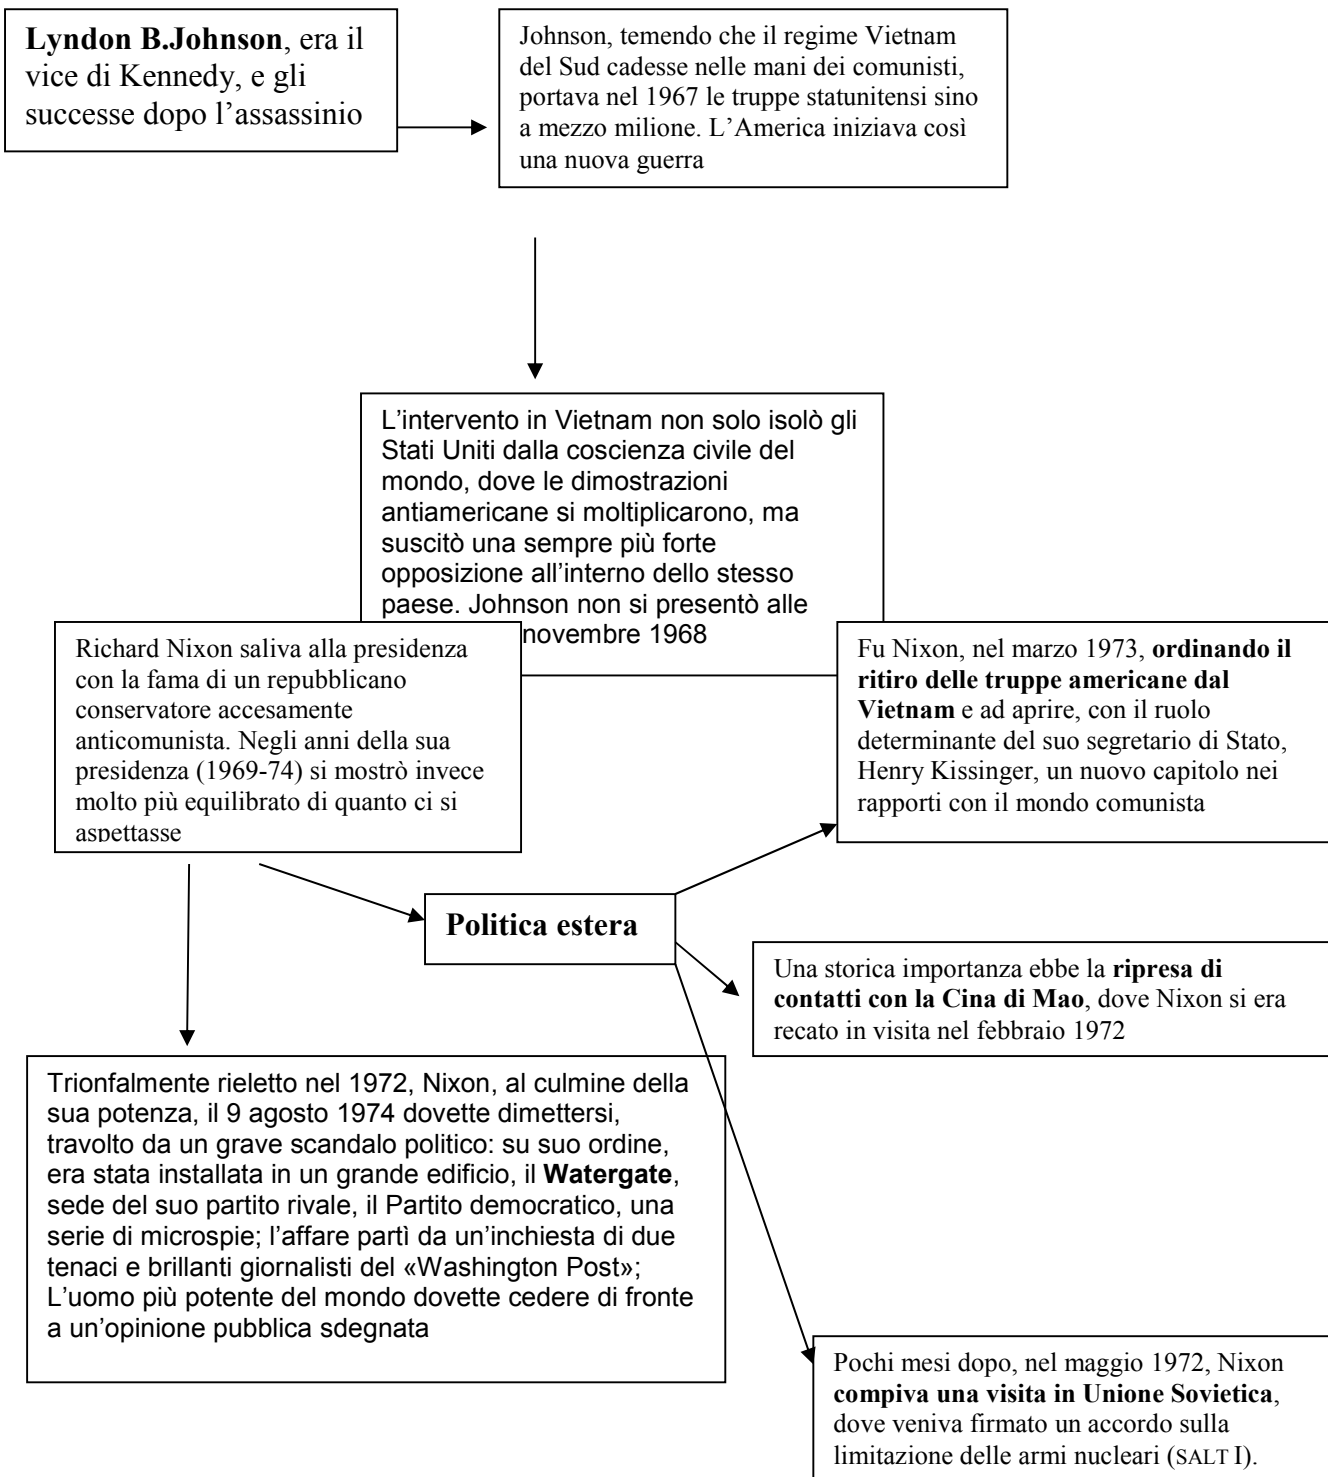 Lyndon B.Johnson, era il
vice di Kennedy, e gli
successe dopo l’assassinio
Johnson, temendo che il regime Vietnam
del Sud cadesse nelle mani dei comunisti,
portava nel 1967 le truppe statunitensi sino
a mezzo milione. L’America iniziava così
una nuova guerra
L’intervento in Vietnam non solo isolò gli
Stati Uniti dalla coscienza civile del
mondo, dove le dimostrazioni
antiamericane si moltiplicarono, ma
suscitò una sempre più forte
opposizione all’interno dello stesso
paese. Johnson non si presentò alle
novembre 1968
Richard Nixon saliva alla presidenza
con la fama di un repubblicano
conservatore accesamente
anticomunista. Negli anni della sua
presidenza (1969-74) si mostrò invece
molto più equilibrato di quanto ci si
aspettasse
Fu Nixon, nel marzo 1973, ordinando il
ritiro delle truppe americane dal
Vietnam e ad aprire, con il ruolo
determinante del suo segretario di Stato,
Henry Kissinger, un nuovo capitolo nei
rapporti con il mondo comunista
Politica estera
Una storica importanza ebbe la ripresa di
contatti con la Cina di Mao, dove Nixon si era
recato in visita nel febbraio 1972
Trionfalmente rieletto nel 1972, Nixon, al culmine della
sua potenza, il 9 agosto 1974 dovette dimettersi,
travolto da un grave scandalo politico: su suo ordine,
era stata installata in un grande edificio, il Watergate,
sede del suo partito rivale, il Partito democratico, una
serie di microspie; l’affare partì da un’inchiesta di due
tenaci e brillanti giornalisti del «Washington Post»;
L’uomo più potente del mondo dovette cedere di fronte
a un’opinione pubblica sdegnata
Pochi mesi dopo, nel maggio 1972, Nixon
compiva una visita in Unione Sovietica,
dove veniva firmato un accordo sulla
limitazione delle armi nucleari (SALT I).